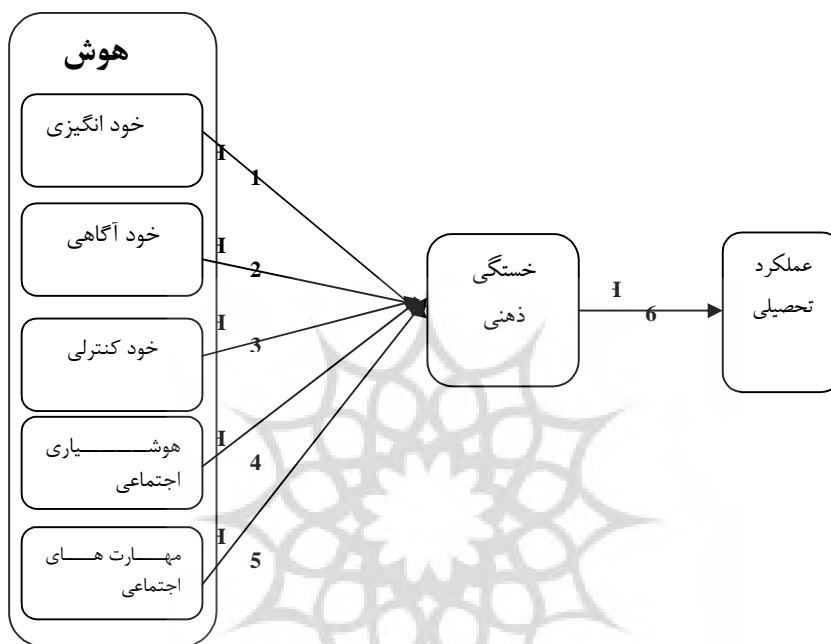 هوش
خود انگیزی
H
1
خود آگاهی
H
2
خود کنترلی
H
3
هوشیاری
اجتماعی
H
4
مهارت های
اجتماعی
H
5
خستگی
ذهنی
H
6
عملکرد
تحصیلی